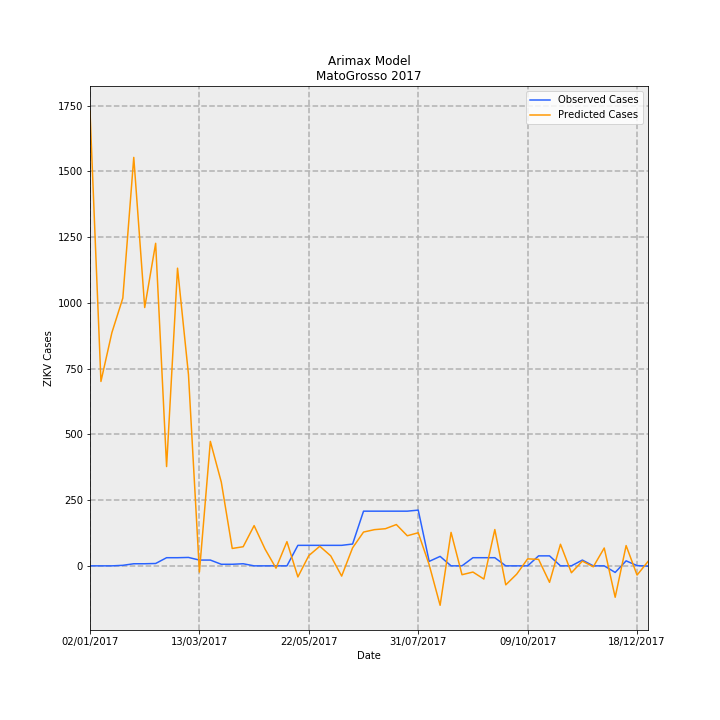 Arimax Model
MatoGrosso 2017
Observed Cases
Predicted Cases
ZIKV Cases
1750
1500
1250
1000
750
500
250
0
02/01/2017
13/03/2017
22/05/2017
31/07/2017
09/10/2017
18/12/2017
Date